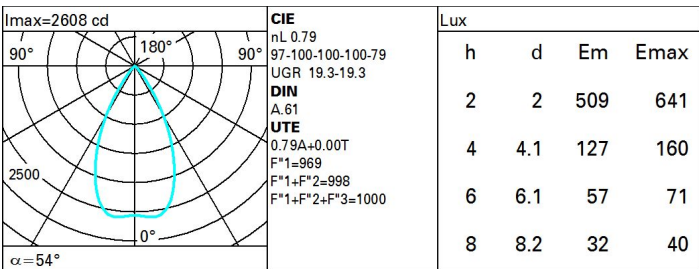 Imax=2608 cd
90° 180° 90°
2500
0°
α=54°
CIE
nL 0.79
97-100-100-100-79
UGR 19.3-19.3
DIN
A.61
UTE
0.79A+0.00T
F"1=969
F"1+F"2=998
F"1+F"2+F"3=1000
Lux
h d Em Emax
2 2 509 641
4 4.1 127 160
6 6.1 57 71
8 8.2 32 40